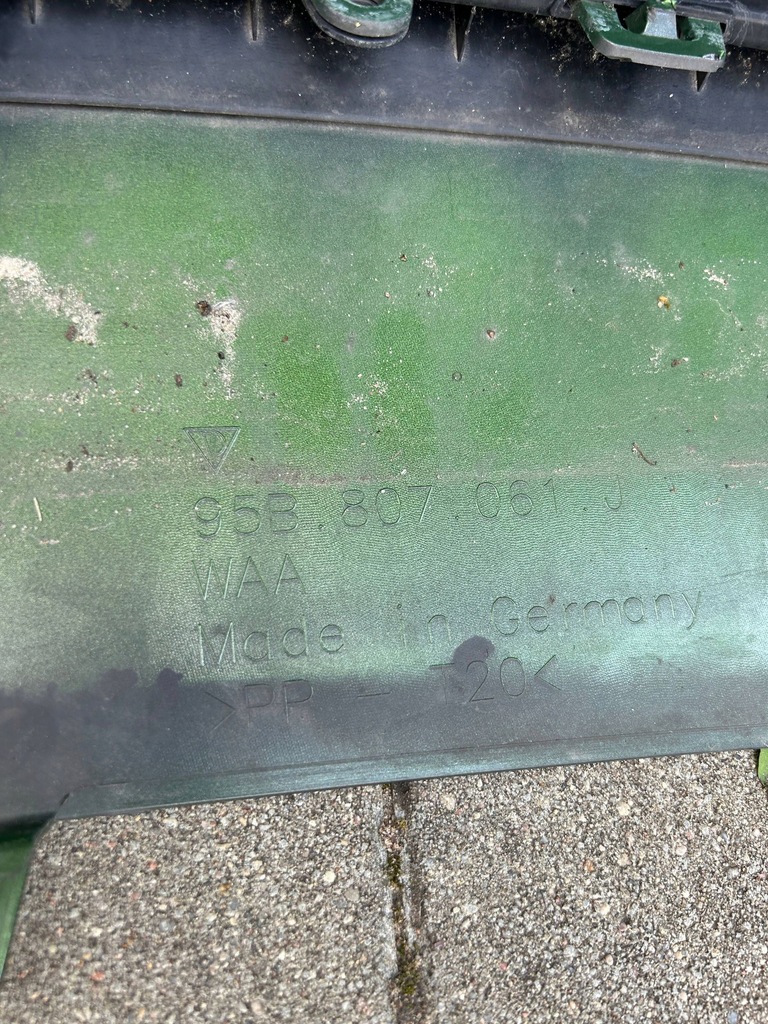 95B.807.061.J
WAA
Made in Germany
>PP - T20<